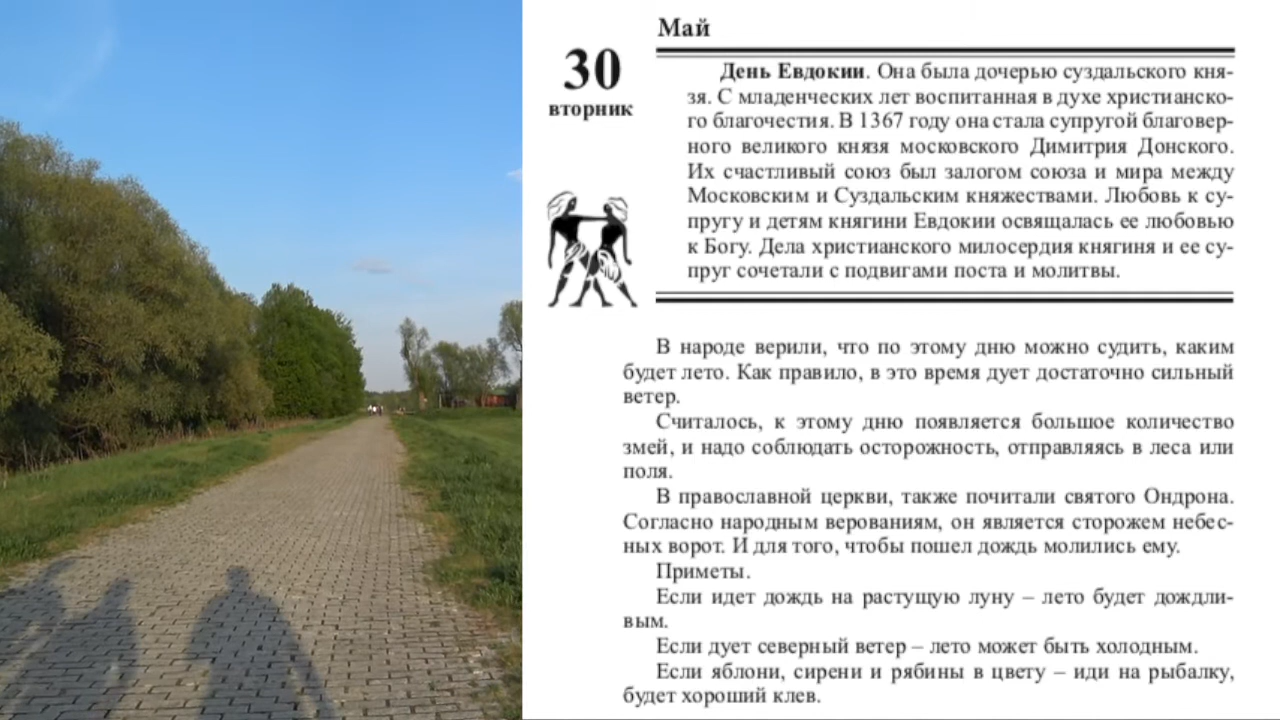 Май
30
вторник
День Евдокии. Она была дочерью суздальского кня-
зя. С младенческих лет воспитанная в духе христианско-
го благочестия. В 1367 году она стала супругой благовер-
ного великого князя московского Димитрия Донского.
Их счастливый союз был залогом союза и мира между
Московским и Суздальским княжествами. Любовь к су-
пругу и детям княгини Евдокии освящалась ее любовью
к Богу. Дела христианского милосердия княгиня и ее су-
пруг сочетали с подвигами поста и молитвы.
В народе верили, что по этому дню можно судить, каким
будет лето. Как правило, в это время дует достаточно сильный
ветер.
Считалось, к этому дню появляется большое количество
змей, и надо соблюдать осторожность, отправляясь в леса или
поля.
В православной церкви, также почитали святого Ондрона.
Согласно народным верованиям, он является сторожем небес-
ных ворот. И для того, чтобы пошел дождь молились ему.
Приметы.
Если идет дождь на растущую луну – лето будет дождли-
вым.
Если дует северный ветер – лето может быть холодным.
Если яблони, сирени и рябины в цвету – иди на рыбалку,
будет хороший клев.